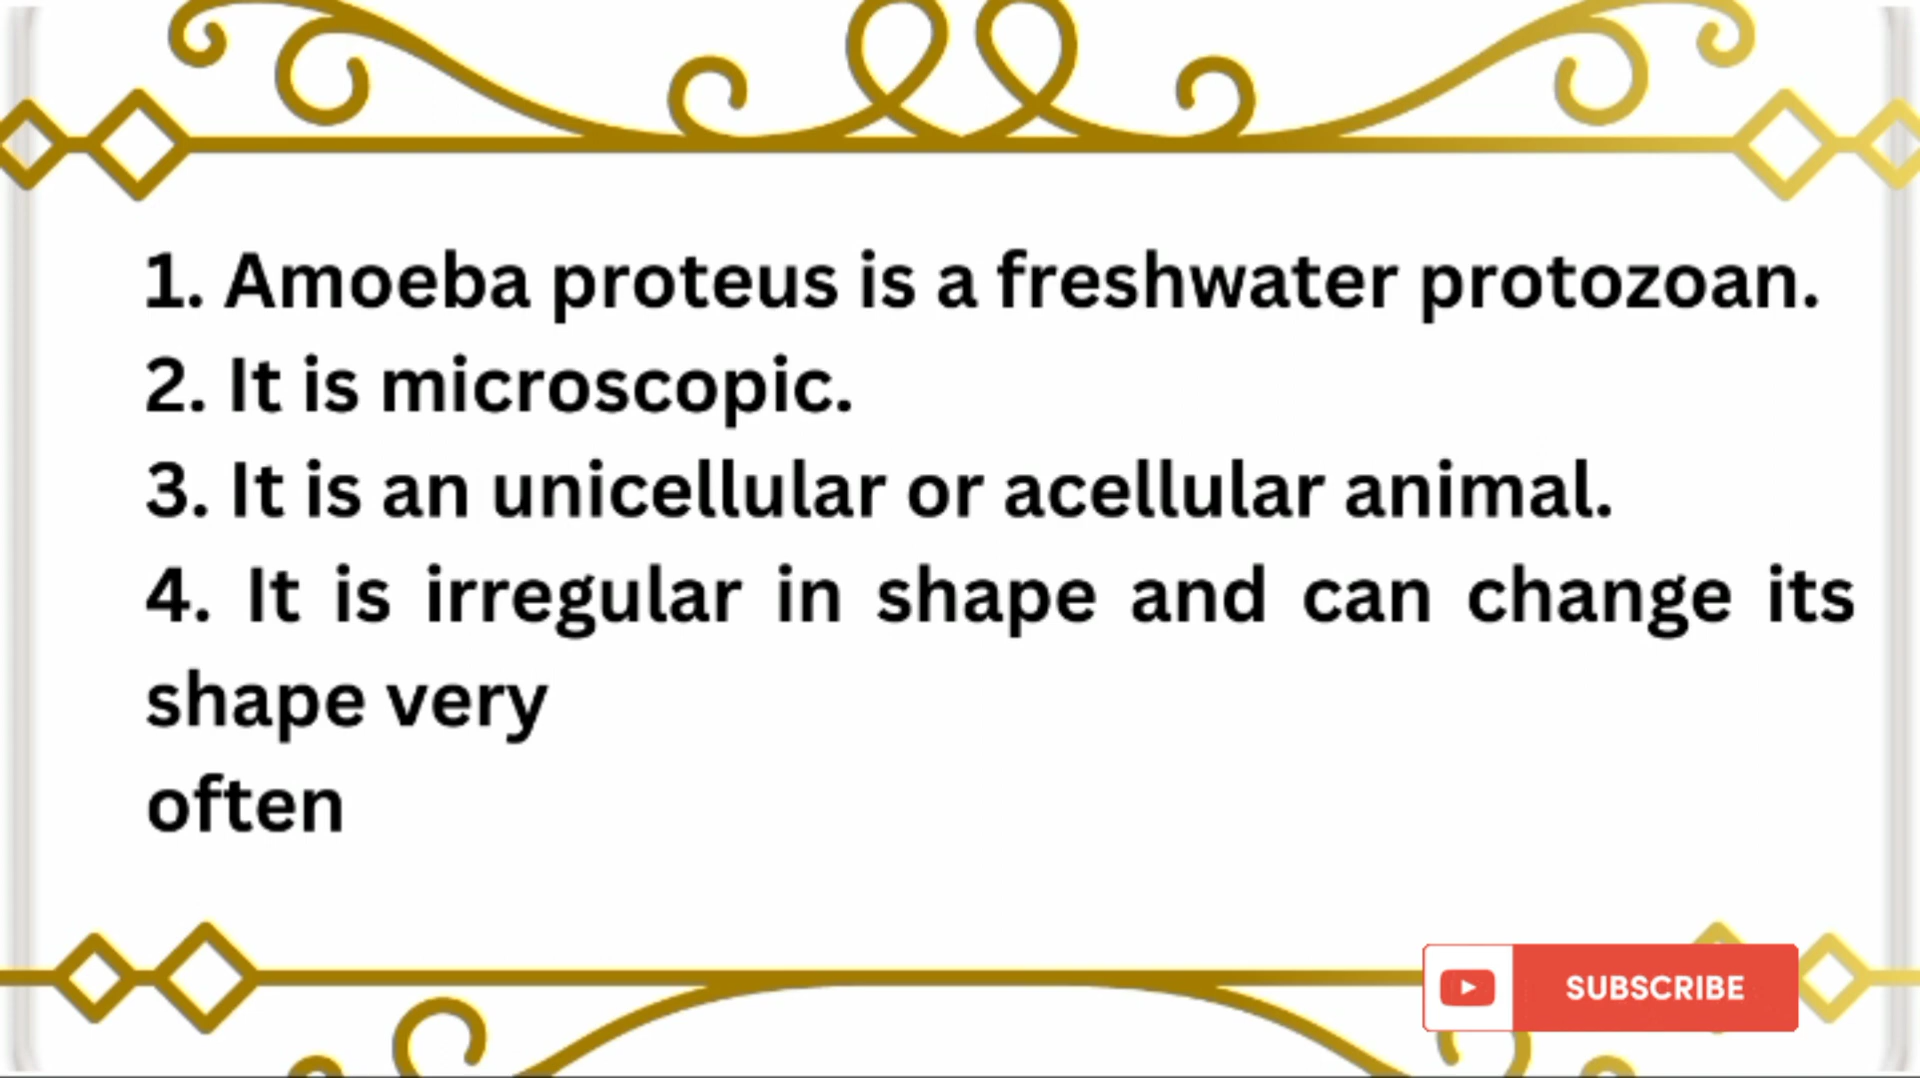 1. Amoeba proteus is a freshwater protozoan.
2. It is microscopic.
3. It is an unicellular or acellular animal.
4. It is irregular in shape and can change its
shape very
often
SUBSCRIBE